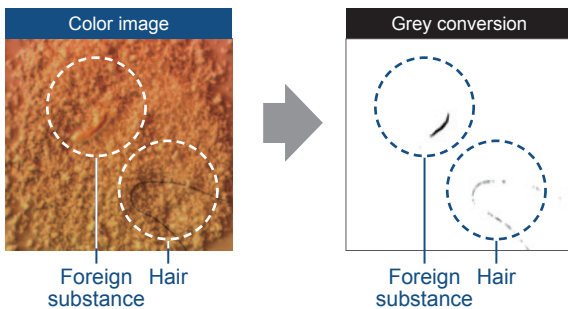 Color image
Grey conversion
Foreign
substance
Hair
Foreign
substance
Hair